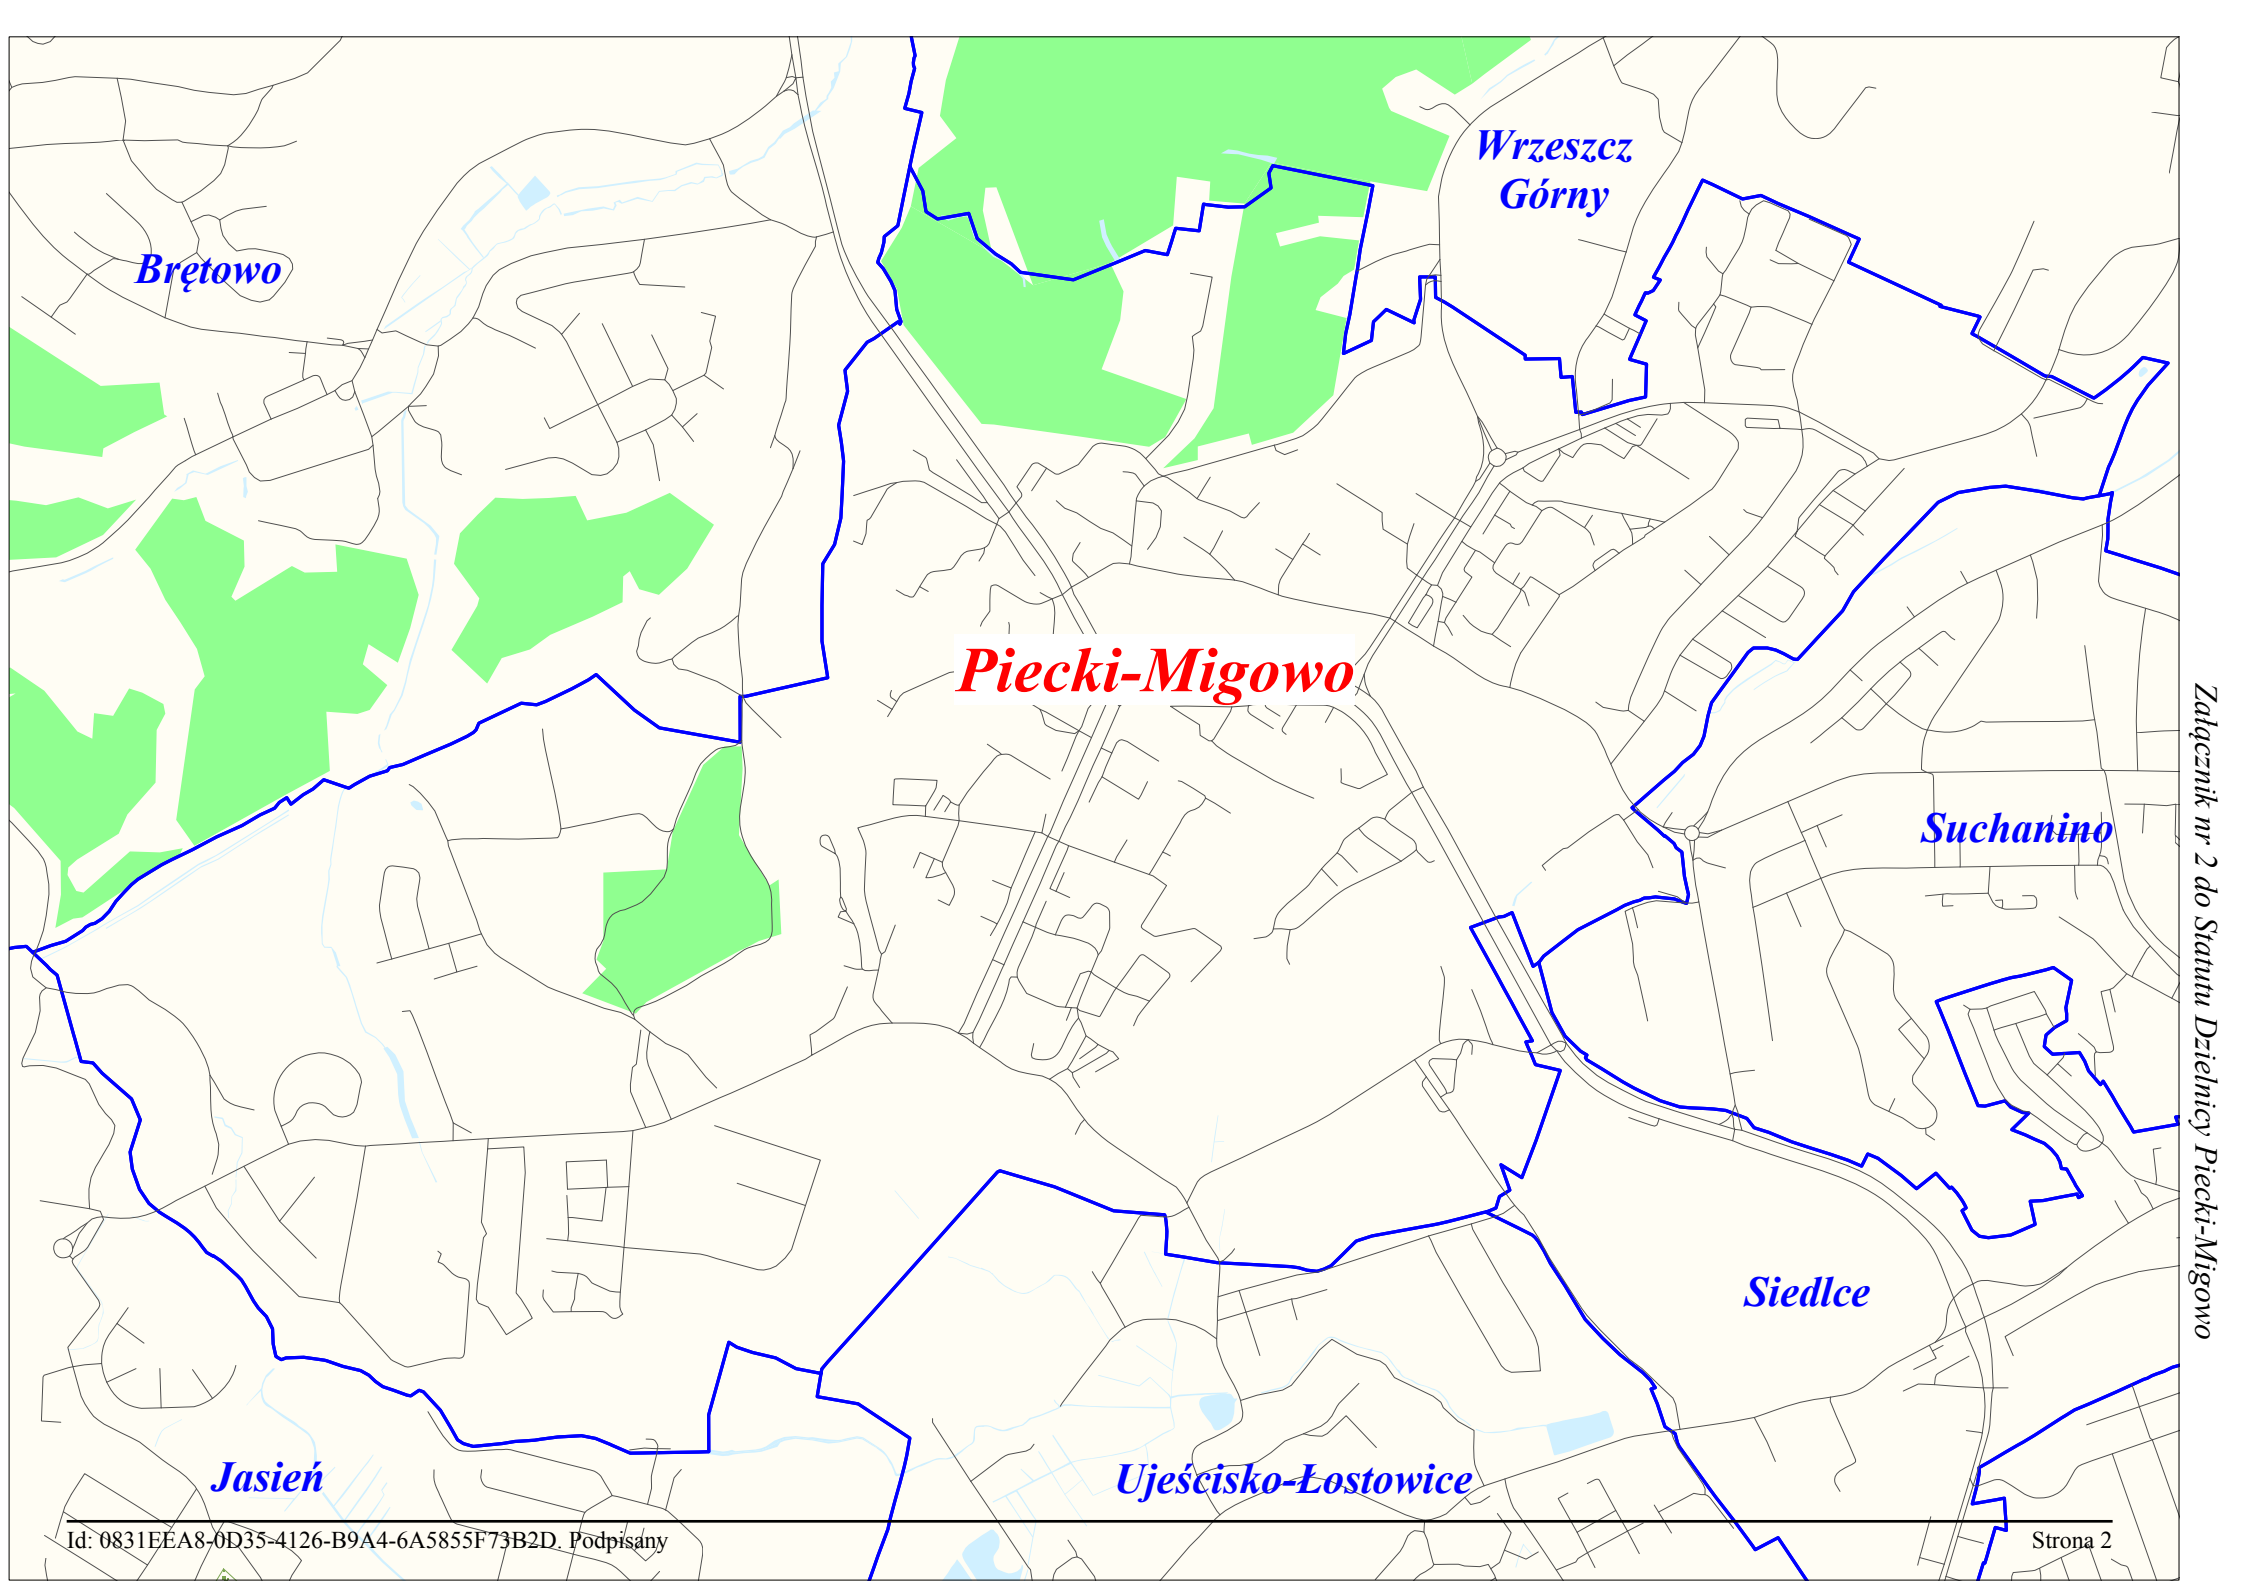 Wrzeszcz
Górny
Brętowo
Piecki-Migowo
Suchanino
Siedlce
Jasień
Ujeścisko-Łostowice
Załącznik nr 2 do Statutu Dzielnicy Piecki-Migowo
Id: 0831EEA8-0D35-4126-B9A4-6A5855F73B2D. Podpisany
Strona 2